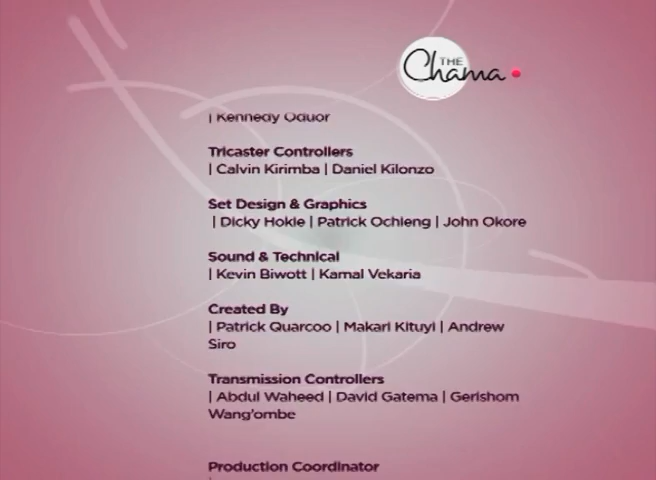 THE
Chama
| Kennedy Oduor
Tricaster Controllers
| Calvin Kirimba | Daniel Kilonzo
Set Design & Graphics
| Dicky Hokie | Patrick Ochieng | John Okore
Sound & Technical
| Kevin Biwott | Kamal Vekaria
Created By
| Patrick Quarcoo | Makari Kituyi | Andrew
Siro
Transmission Controllers
| Abdul Waheed | David Gatema | Gerishom
Wang'ombe
Production Coordinator